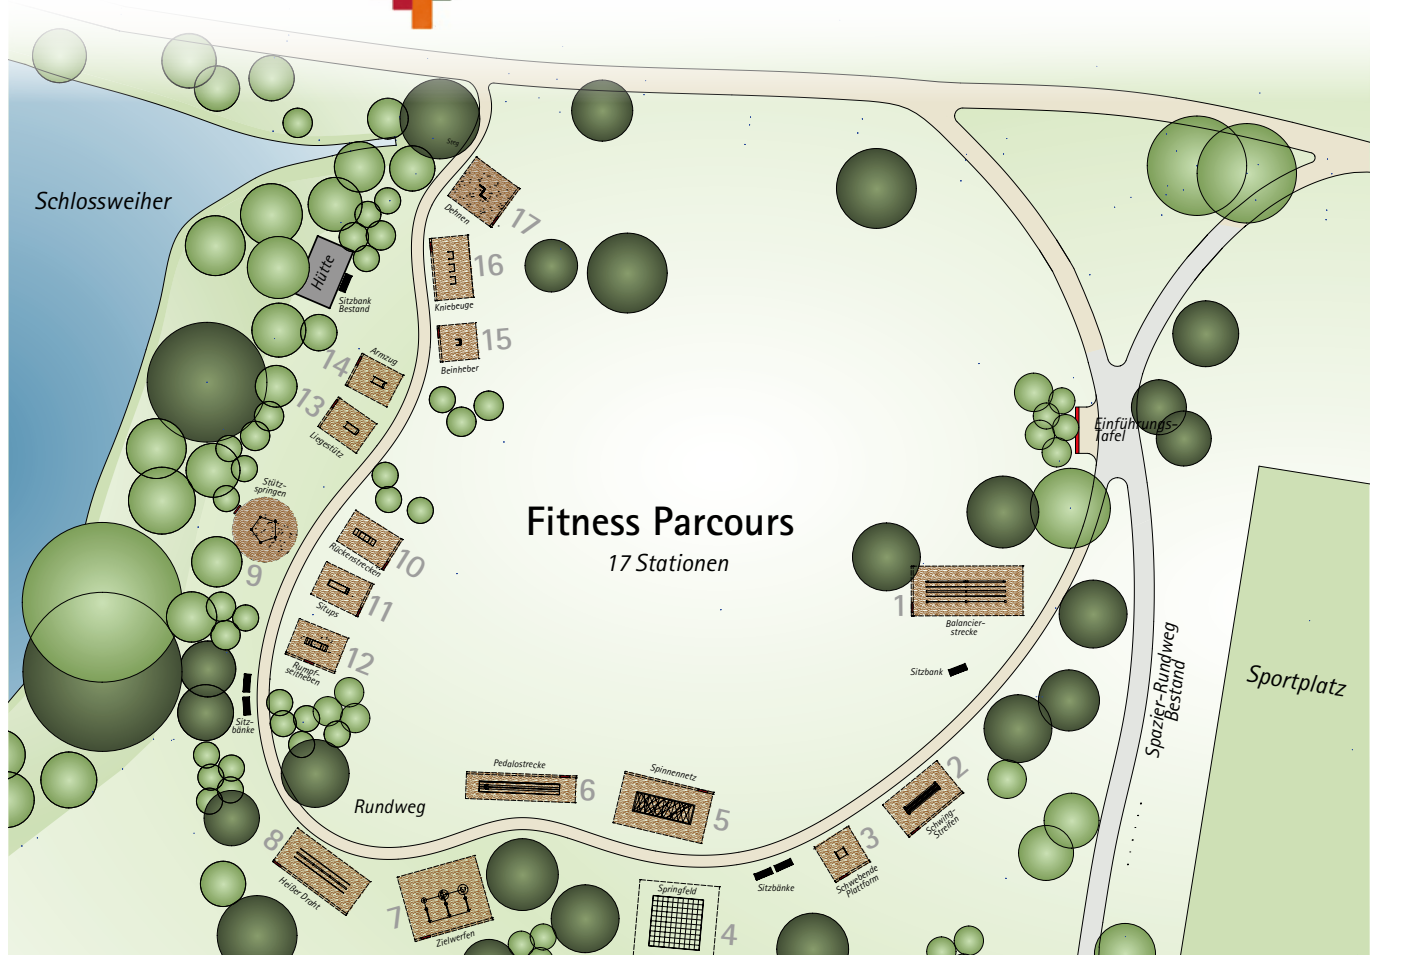 Steg
Schlossweiher
Dehnen
17
Hütte
16
Sitzbank
Bestand
Kniebeuge
15
14
Armzug
Beinheber
13
Liegestütz
Einführungs-
Tafel
Stütz-
springen
9
Fitness Parcours
17 Stationen
Rückenstrecken
10
Situps
11
Rumpf-
seitheben
12
1
Balancier-
strecke
Sitzbank
Spazier-Rundweg
Bestand
Sportplatz
Sitz-
bänke
Rundweg
Pedalostrecke
6
Spinnennetz
5
2
Schwing-
Streifen
3
Schwebende
Plattform
Sitzbänke
8
Heißer Draht
7
Zielwerfen
Springfeld
4